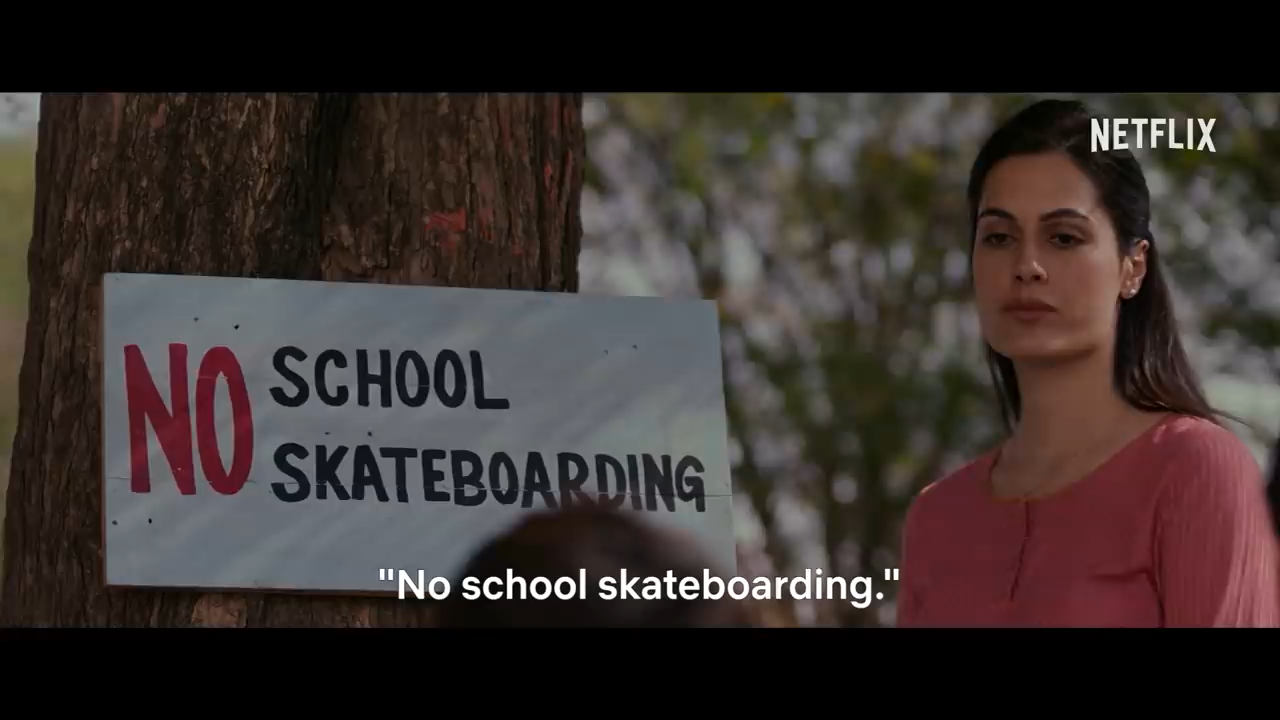 NETFLIX
NO SCHOOL
SKATEBOARDING
"No school skateboarding."